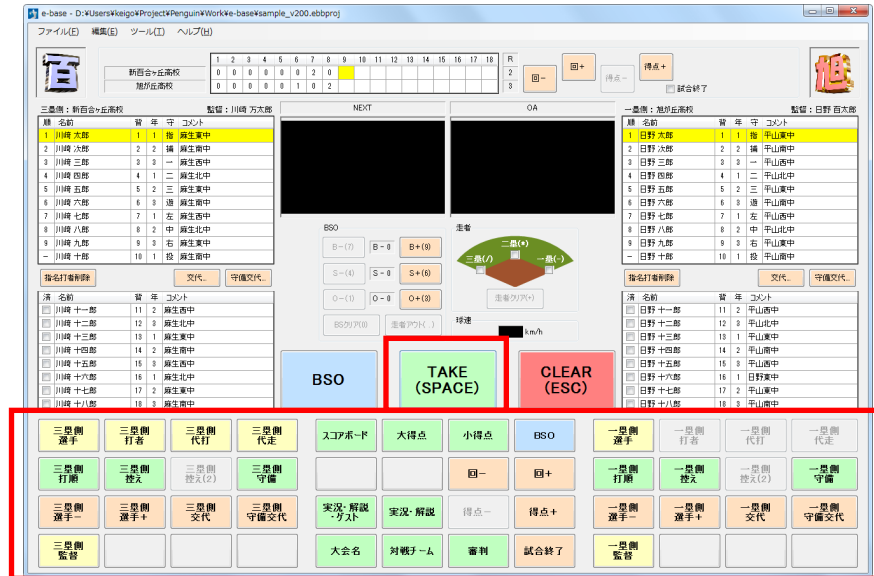 e-base - D:¥Users¥keigo¥Project¥Penguin¥Work¥e-base¥sample_v200.ebbproj
ファイル(F) 編集(E) ツール(T) ヘルプ(H)
百
1 2 3 4 5 6 7 8 9 10 11 12 13 14 15 16 17 18 R
新百合ヶ丘高校 0 0 0 0 0 0 2 0 2
旭が丘高校 0 0 0 0 0 1 0 2 3
回− 回+ 得点− 得点+
試合終了
旭
三塁側：新百合ヶ丘高校 監督：川崎 万太郎
順 名前 背 年 守 コメント
1 川崎 太郎 1 1 指 麻生東中
2 川崎 次郎 2 2 捕 麻生南中
3 川崎 三郎 3 3 一 麻生西中
4 川崎 四郎 4 1 二 麻生北中
5 川崎 五郎 5 2 三 麻生東中
6 川崎 六郎 6 3 遊 麻生南中
7 川崎 七郎 7 1 左 麻生西中
8 川崎 八郎 8 2 中 麻生北中
9 川崎 九郎 9 3 右 麻生東中
− 川崎 十郎 10 1 投 麻生南中
指名打者削除 交代... 守備交代...
済 名前 背 年 コメント
川崎 十一郎 11 2 麻生西中
川崎 十二郎 12 3 麻生北中
川崎 十三郎 13 1 麻生東中
川崎 十四郎 14 2 麻生南中
川崎 十五郎 15 3 麻生西中
川崎 十六郎 16 1 麻生北中
川崎 十七郎 17 2 麻生東中
川崎 十八郎 18 3 麻生南中
NEXT OA
BSO
B−(7) B - 0 B+(9)
S−(4) S - 0 S+(6)
O−(1) O - 0 O+(3)
BSクリア(0) 走者アウト(.)
走者
二塁(*)
三塁(/) 一塁(-)
走者クリア(+)
球速
km/h
BSO
TAKE
(SPACE)
CLEAR
(ESC)
一塁側：旭が丘高校 監督：日野 百太郎
順 名前 背 年 守 コメント
1 日野 太郎 1 1 指 平山東中
2 日野 次郎 2 2 捕 平山南中
3 日野 三郎 3 3 一 平山西中
4 日野 四郎 4 1 二 平山北中
5 日野 五郎 5 2 三 平山東中
6 日野 六郎 6 3 遊 平山南中
7 日野 七郎 7 1 左 平山西中
8 日野 八郎 8 2 中 平山北中
9 日野 九郎 9 3 右 平山東中
− 日野 十郎 10 1 投 平山南中
指名打者削除 交代... 守備交代...
済 名前 背 年 コメント
日野 十一郎 11 2 平山西中
日野 十二郎 12 3 平山北中
日野 十三郎 13 1 平山東中
日野 十四郎 14 2 平山南中
日野 十五郎 15 3 平山西中
日野 十六郎 16 1 日野東中
日野 十七郎 17 2 平山東中
日野 十八郎 18 3 平山南中
三塁側 三塁側 三塁側 三塁側
選手 打者 代打 代走
スコアボード 大得点 小得点 BSO
一塁側 一塁側 一塁側 一塁側
選手 打者 代打 代走
三塁側 三塁側 三塁側 三塁側
打順 控え 控え(2) 守備
回− 回+
一塁側 一塁側 一塁側 一塁側
打順 控え 控え(2) 守備
三塁側 三塁側 三塁側 三塁側
選手− 選手+ 交代 守備交代
実況・解説
・ゲスト
実況・解説 得点− 得点+
一塁側 一塁側 一塁側 一塁側
選手− 選手+ 交代 守備交代
三塁側
監督
大会名 対戦チーム 審判 試合終了
一塁側
監督